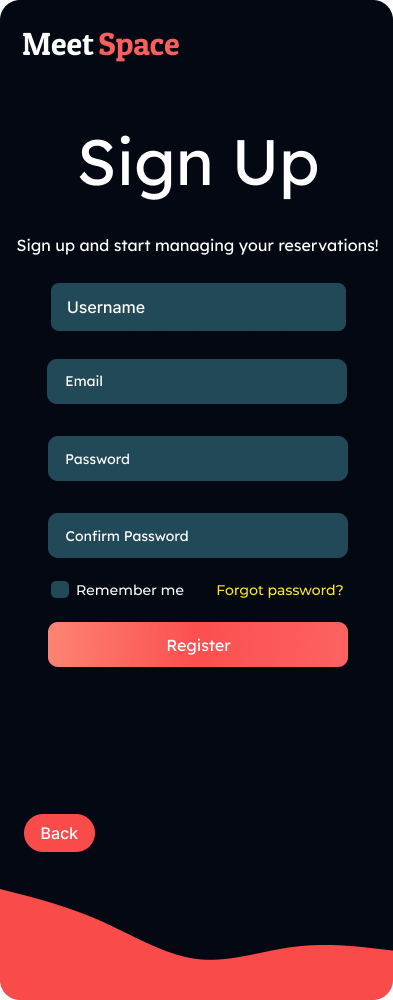 Meet Space
Sign Up
Sign up and start managing your reservations!
Username
Email
Password
Confirm Password
Remember me Forgot password?
Register
Back